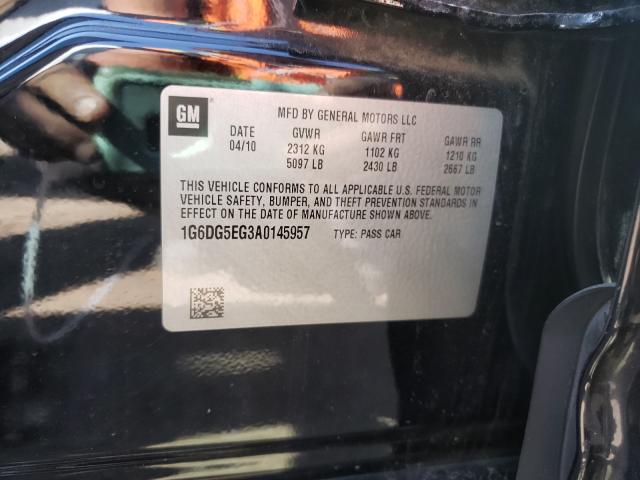 GM
MFD BY GENERAL MOTORS LLC
DATE GVWR GAWR FRT GAWR RR
04/10 2312 KG 1102 KG 1210 KG
5097 LB 2430 LB 2667 LB
THIS VEHICLE CONFORMS TO ALL APPLICABLE U.S. FEDERAL MOTOR
VEHICLE SAFETY, BUMPER, AND THEFT PREVENTION STANDARDS IN
EFFECT ON THE DATE OF MANUFACTURE SHOWN ABOVE.
1G6DG5EG3A0145957 TYPE: PASS CAR